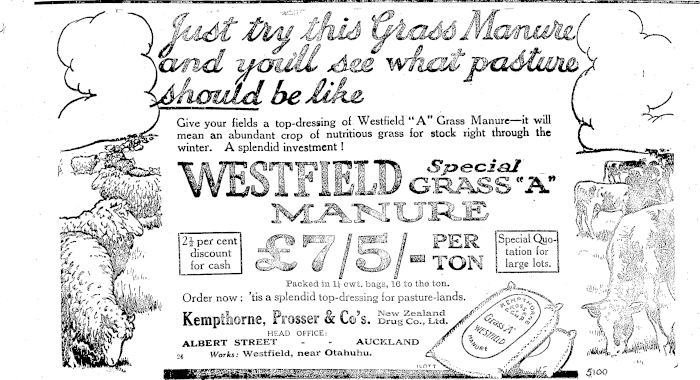 Just try this Grass Manure
and you'll see what pasture
should be like
Give your fields a top-dressing of Westfield "A" Grass Manure—it will
mean an abundant crop of nutritious grass for stock right through the
winter. A splendid investment !
WESTFIELD Special GRASS "A"
MANURE
2½ per cent
discount
for cash
£7/5/- PER
TON
Special Quo-
tation for
large lots.
Packed in 1¼ cwt. bags, 16 to the ton.
Order now : 'tis a splendid top-dressing for pasture-lands.
Kempthorne, Prosser & Co's. New Zealand
Drug Co., Ltd.
HEAD OFFICE:
ALBERT STREET - - AUCKLAND
Works: Westfield, near Otahuhu.
26
KEMPTHORNE
PROSSER
Grass "A"
WESTFIELD
MANURE
5100